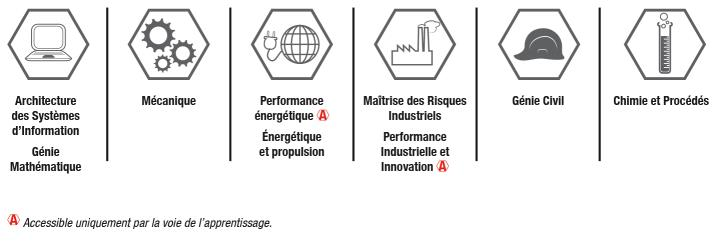 Architecture
des Systèmes
d'Information
Génie
Mathématique
Mécanique
Performance
énergétique A
Énergétique
et propulsion
Maîtrise des Risques
Industriels
Performance
Industrielle et
Innovation A
Génie Civil
Chimie et Procédés
A Accessible uniquement par la voie de l'apprentissage.